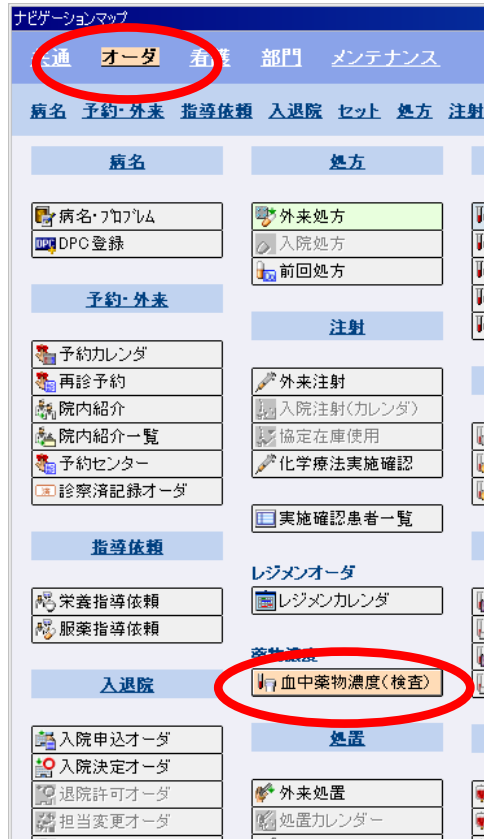 ナビゲーションマップ
共通 オーダ 看護 部門 メンテナンス
病名 予約・外来 指導依頼 入退院 セット 処方 注射
病名
病名・プロブレム
DPC DPC登録
予約・外来
予約カレンダ
再診予約
院内紹介
院内紹介一覧
予約センター
済 診察済記録オーダ
指導依頼
栄養指導依頼
服薬指導依頼
入退院
入院申込オーダ
入院決定オーダ
退院許可オーダ
担当変更オーダ
処方
外来処方
入院処方
前回処方
注射
外来注射
入院注射(カレンダ)
協定在庫使用
化学療法実施確認
実施確認患者一覧
レジメンオーダ
レジメンカレンダ
薬物濃度
血中薬物濃度(検査)
処置
外来処置
処置カレンダー